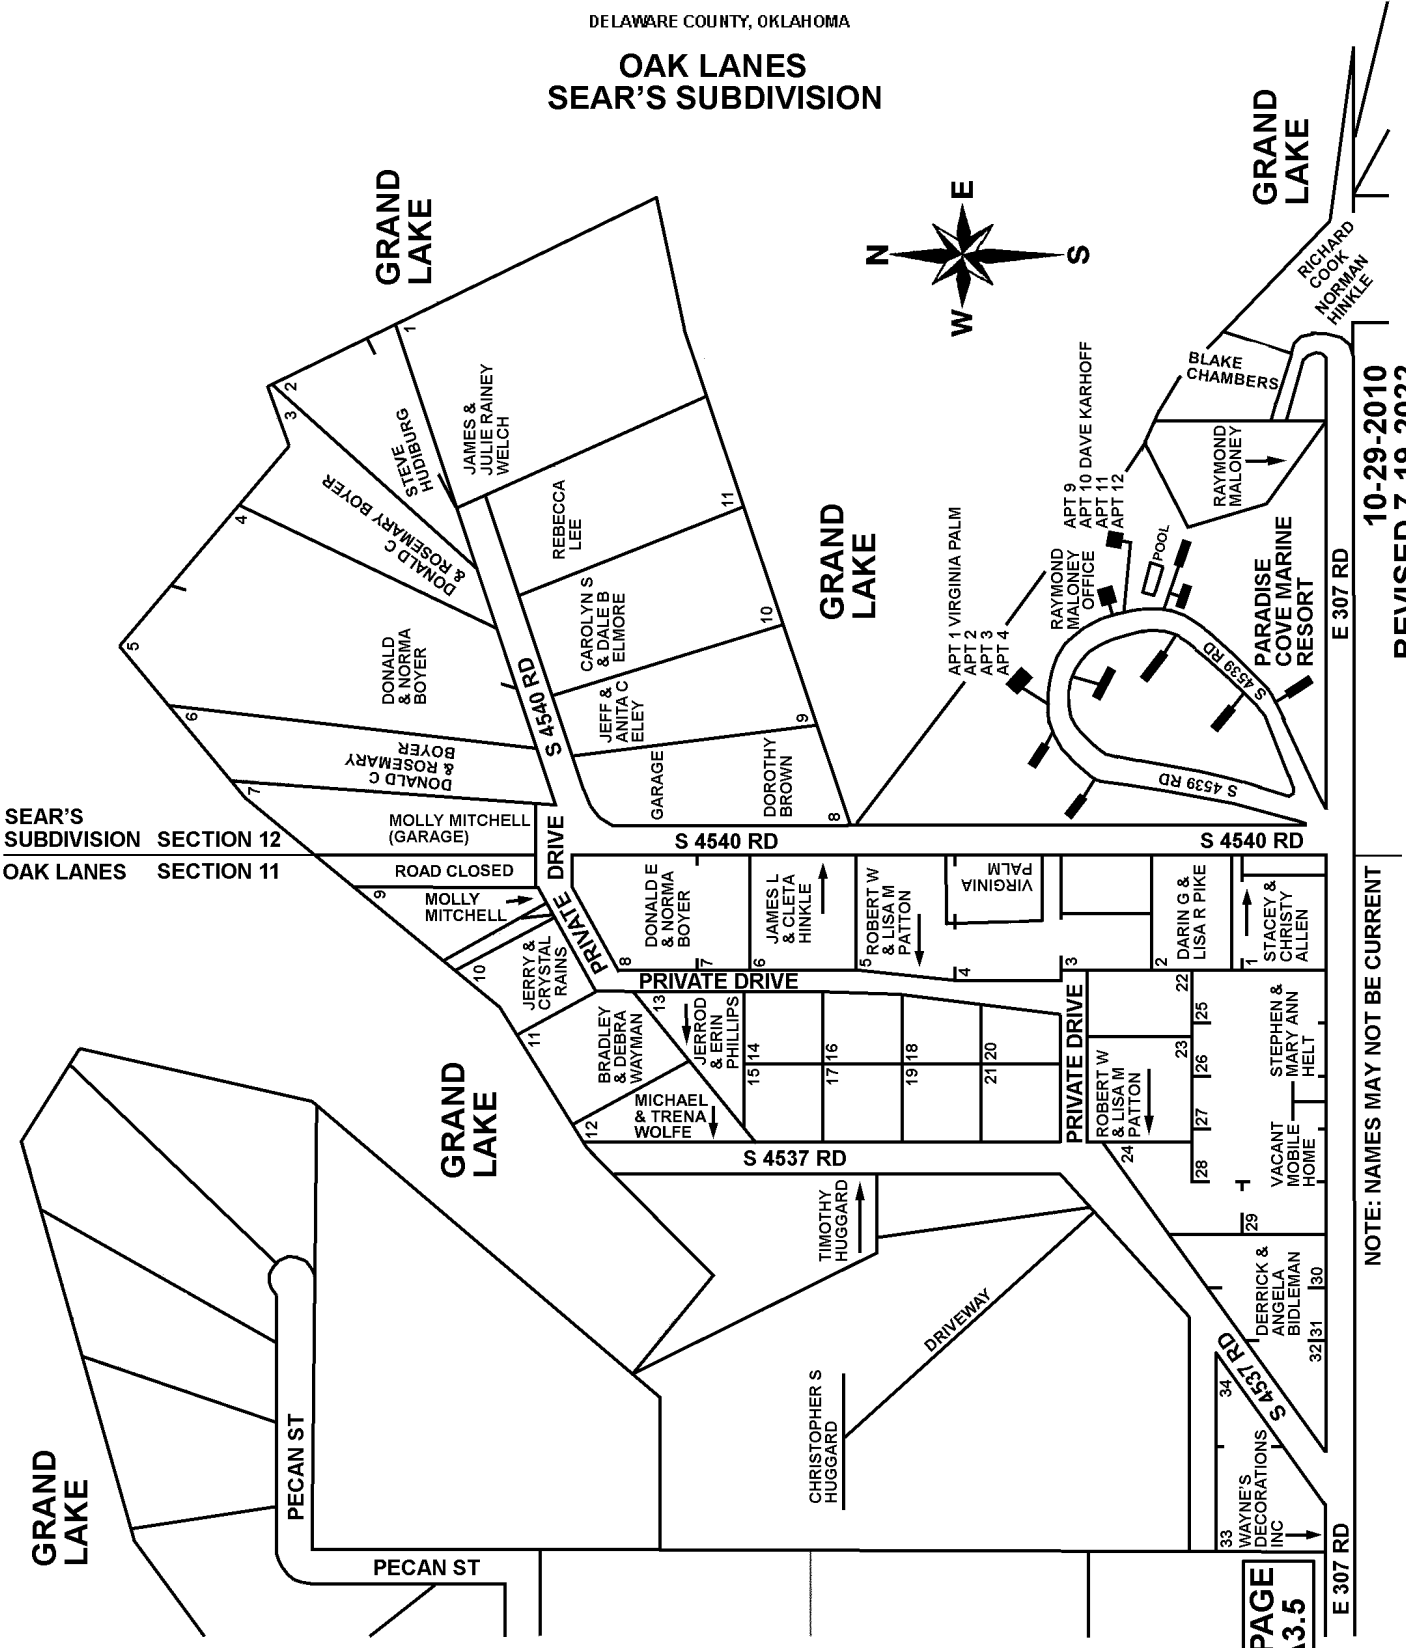 DELAWARE COUNTY, OKLAHOMA
OAK LANES
SEAR'S SUBDIVISION
GRAND
LAKE
GRAND
LAKE
N
E
S
W
1
2
3
4
5
6
7
JAMES &
JULIE RAINEY
WELCH
STEVE
HUDIBURG
DONALD C
& ROSEMARY BOYER
DONALD
& NORMA
BOYER
DONALD C
& ROSEMARY
BOYER
REBECCA
LEE
CAROLYN S
& DALE B
ELMORE
JEFF &
ANITA C
ELEY
GARAGE
DOROTHY
BROWN
11
10
9
8
S 4540 RD
GRAND
LAKE
RICHARD
COOK
NORMAN
HINKLE
BLAKE
CHAMBERS
RAYMOND
MALONEY
APT 9
APT 10 DAVE KARHOFF
APT 11
APT 12
APT 1 VIRGINIA PALM
APT 2
APT 3
APT 4
RAYMOND
MALONEY
OFFICE
POOL
PARADISE
COVE MARINE
RESORT
S 4539 RD
S 4539 RD
E 307 RD
10-29-2010
REVISED 7-19-2022
SEAR'S
SUBDIVISION SECTION 12
OAK LANES SECTION 11
MOLLY MITCHELL
(GARAGE)
ROAD CLOSED
MOLLY
MITCHELL
PRIVATE DRIVE
S 4540 RD
S 4540 RD
9
10
11
12
JERRY &
CRYSTAL
RAINS
BRADLEY
& DEBRA
WAYMAN
MICHAEL
& TRENA
WOLFE
DONALD E
& NORMA
BOYER
JAMES L
& CLETA
HINKLE
ROBERT W
& LISA M
PATTON
VIRGINIA
PALM
DARIN G &
LISA R PIKE
STACEY &
CHRISTY
ALLEN
8
7
6
5
4
3
2
1
PRIVATE DRIVE
13
JERROD
& ERIN
PHILLIPS
14
15
16
17
18
19
20
21
PRIVATE DRIVE
22
23
24
25
26
27
28
29
30
31
32
ROBERT W
& LISA M
PATTON
STEPHEN &
MARY ANN
HELT
VACANT
MOBILE
HOME
DERRICK &
ANGELA
BIDLEMAN
S 4537 RD
TIMOTHY
HUGGARD
DRIVEWAY
CHRISTOPHER S
HUGGARD
S 4537 RD
34
33
WAYNE'S
DECORATIONS
INC
GRAND
LAKE
GRAND
LAKE
PECAN ST
PECAN ST
E 307 RD
NOTE: NAMES MAY NOT BE CURRENT
PAGE
A3.5